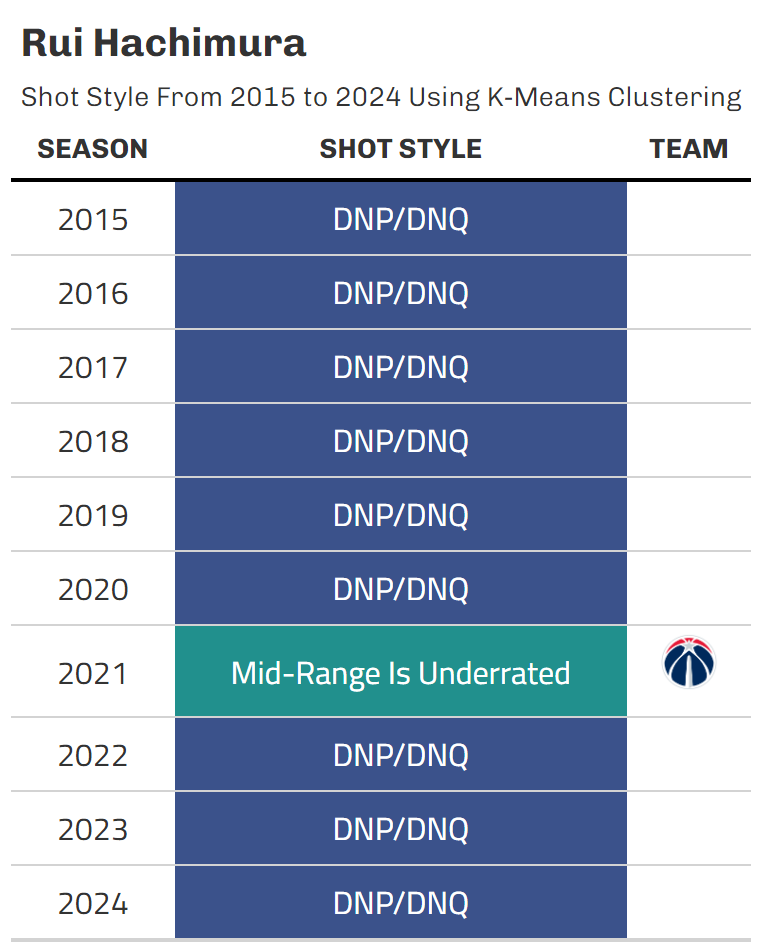 Rui Hachimura
Shot Style From 2015 to 2024 Using K-Means Clustering
SEASON SHOT STYLE TEAM
2015 DNP/DNQ
2016 DNP/DNQ
2017 DNP/DNQ
2018 DNP/DNQ
2019 DNP/DNQ
2020 DNP/DNQ
2021 Mid-Range Is Underrated
2022 DNP/DNQ
2023 DNP/DNQ
2024 DNP/DNQ